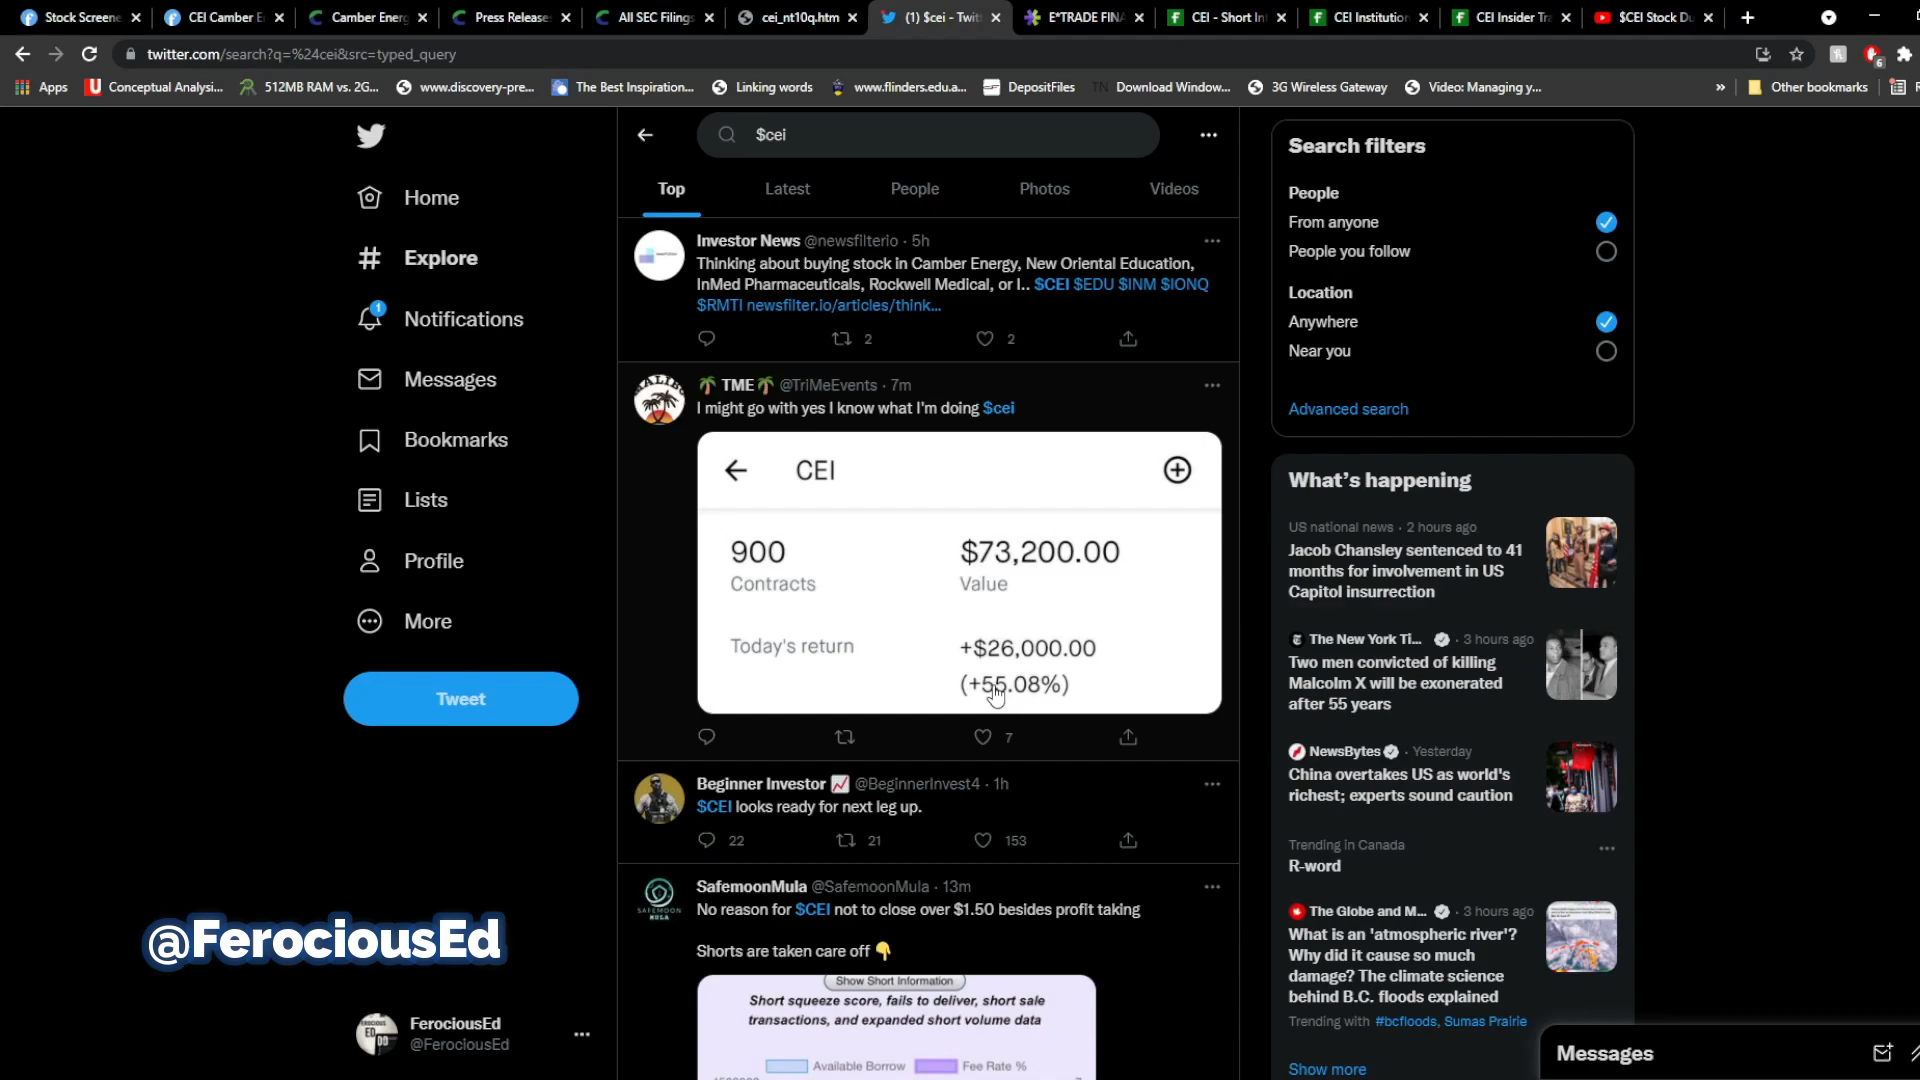 Stock Screene
CEI Camber E
Camber Energ
Press Release
All SEC Filings
cei_nt10q.htm
(1) $cei - Twit
E*TRADE FINA
CEI - Short In
CEI Institution
CEI Insider Tr
$CEI Stock Du
twitter.com/search?q=%24cei&src=typed_query
6
Apps
Conceptual Analysi...
512MB RAM vs. 2G...
www.discovery-pre...
The Best Inspiration...
Linking words
www.flinders.edu.a...
DepositFiles
Download Window...
3G Wireless Gateway
Video: Managing y...
»
Other bookmarks
Home
Explore
1
Notifications
Messages
Bookmarks
Lists
Profile
More
Tweet
@FerociousEd
FerociousEd
@FerociousEd
$cei
Top
Latest
People
Photos
Videos
Investor News @newsfilterio · 5h
Thinking about buying stock in Camber Energy, New Oriental Education,
InMed Pharmaceuticals, Rockwell Medical, or I.. $CEI $EDU $INM $IONQ
$RMTI newsfilter.io/articles/think...
2
2
TME @TriMeEvents · 7m
I might go with yes I know what I'm doing $cei
CEI
900
Contracts
$73,200.00
Value
Today's return
+$26,000.00
(+55.08%)
7
Beginner Investor @BeginnerInvest4 · 1h
$CEI looks ready for next leg up.
22
21
153
SafemoonMula @SafemoonMula · 13m
No reason for $CEI not to close over $1.50 besides profit taking
Shorts are taken care off
Show Short Information
Short squeeze score, fails to deliver, short sale
transactions, and expanded short volume data
Available Borrow
Fee Rate %
Search filters
People
From anyone
People you follow
Location
Anywhere
Near you
Advanced search
What's happening
US national news · 2 hours ago
Jacob Chansley sentenced to 41
months for involvement in US
Capitol insurrection
The New York Ti... · 3 hours ago
Two men convicted of killing
Malcolm X will be exonerated
after 55 years
NewsBytes · Yesterday
China overtakes US as world's
richest; experts sound caution
Trending in Canada
R-word
The Globe and M... · 3 hours ago
What is an 'atmospheric river'?
Why did it cause so much
damage? The climate science
behind B.C. floods explained
Trending with #bcfloods, Sumas Prairie
Show more
Messages